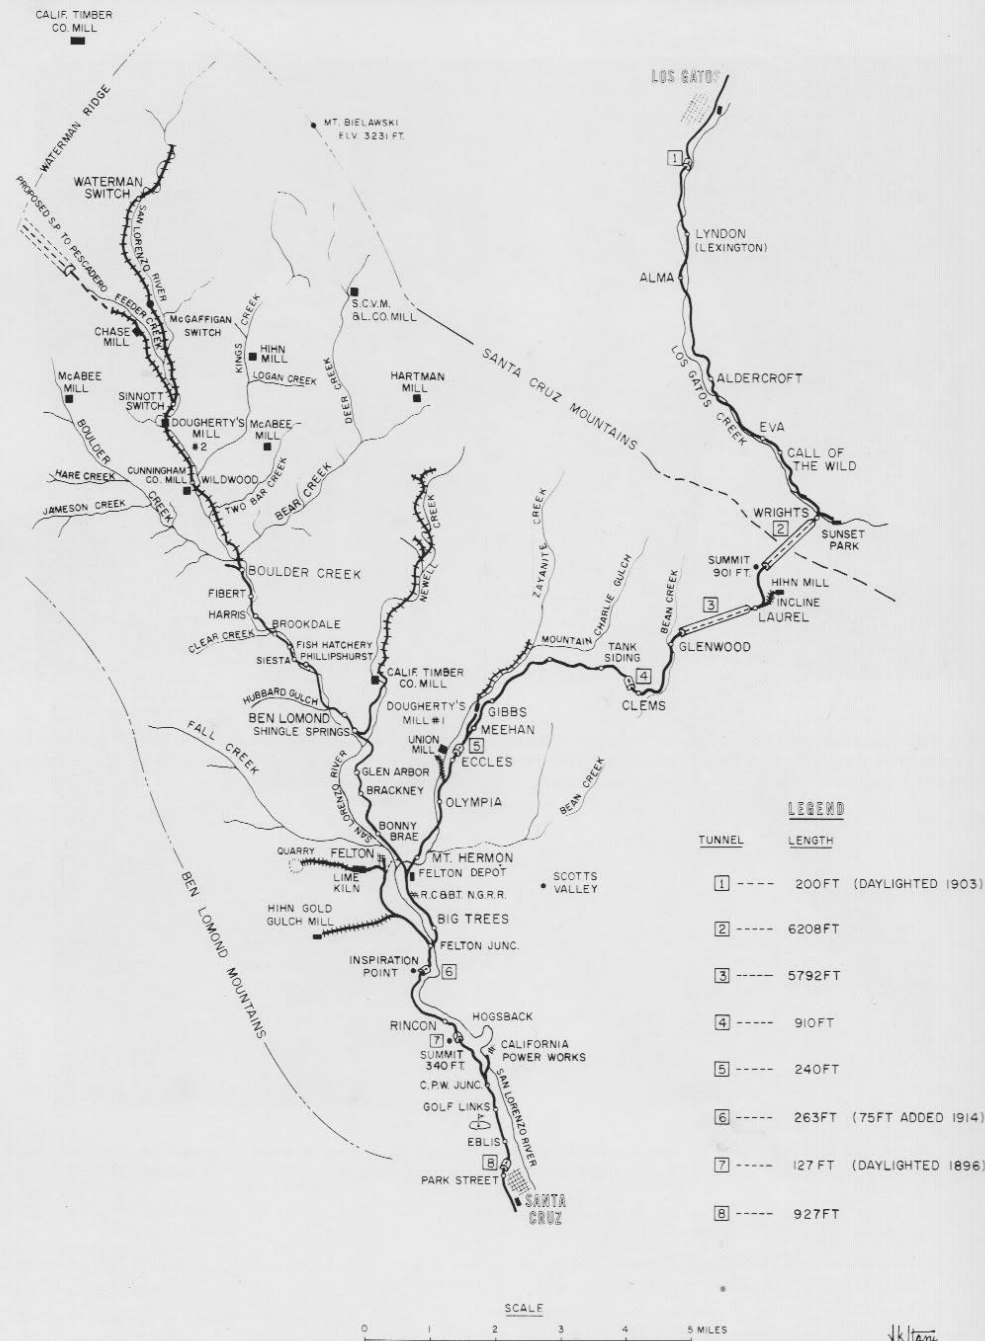 CALIF. TIMBER
CO. MILL
LOS GATOS
MT. BIELAWSKI
ELV. 3231 FT.
WATERMAN RIDGE
1
WATERMAN
SWITCH
PROPOSED S.P. TO PESCADERO
SAN LORENZO RIVER
LYNDON
(LEXINGTON)
ALMA
FEEDER CREEK
McGAFFIGAN
SWITCH
KINGS CREEK
S.C.V.M.
& L. CO. MILL
CHASE
MILL
HIHN
MILL
LOGAN CREEK
DEER CREEK
SANTA CRUZ MOUNTAINS
LOS GATOS CREEK
McABEE
MILL
HARTMAN
MILL
ALDERCROFT
SINNOTT
SWITCH
DOUGHERTY'S
MILL
#2
McABEE
MILL
EVA
BOULDER CREEK
CALL OF
THE WILD
CUNNINGHAM
CO. MILL
WILDWOOD
HARE CREEK
TWO BAR CREEK
BEAR CREEK
JAMESON CREEK
NEWELL CREEK
ZAYANTE CREEK
WRIGHTS
2
SUNSET
PARK
MOUNTAIN CHARLIE GULCH
BEAN CREEK
SUMMIT
901 FT.
BOULDER CREEK
HIHN MILL
INCLINE
FIBERT
3
LAUREL
HARRIS
BROOKDALE
CLEAR CREEK
FISH HATCHERY
PHILLIPSHURST
SIESTA
GLENWOOD
TANK
SIDING
4
CLEMS
CALIF. TIMBER
CO. MILL
HUBBARD GULCH
DOUGHERTY'S
MILL #1
GIBBS
BEN LOMOND
SHINGLE SPRINGS
MEEHAN
FALL CREEK
UNION
MILL
5
ECCLES
SAN LORENZO RIVER
GLEN ARBOR
BRACKNEY
OLYMPIA
BEAN CREEK
BONNY
BRAE
QUARRY
FELTON
MT. HERMON
FELTON DEPOT
LIME
KILN
R.C.&B.T. N.G.R.R.
SCOTTS
VALLEY
BEN LOMOND MOUNTAINS
HIHN GOLD
GULCH MILL
BIG TREES
FELTON JUNC.
INSPIRATION
POINT
6
RINCON
HOGSBACK
7
SUMMIT
340 FT.
CALIFORNIA
POWER WORKS
C.P.W. JUNC.
SAN LORENZO RIVER
GOLF LINKS
EBLIS
8
PARK STREET
SANTA
CRUZ
LEGEND
TUNNEL LENGTH
1 ---- 200FT (DAYLIGHTED 1903)
2 ----- 6208FT
3 ----- 5792FT
4 ----- 910FT
5 ----- 240FT
6 ----- 263FT (75FT ADDED 1914)
7 ----- 127FT (DAYLIGHTED 1896)
8 ----- 927FT
SCALE
0 1 2 3 4 5 MILES